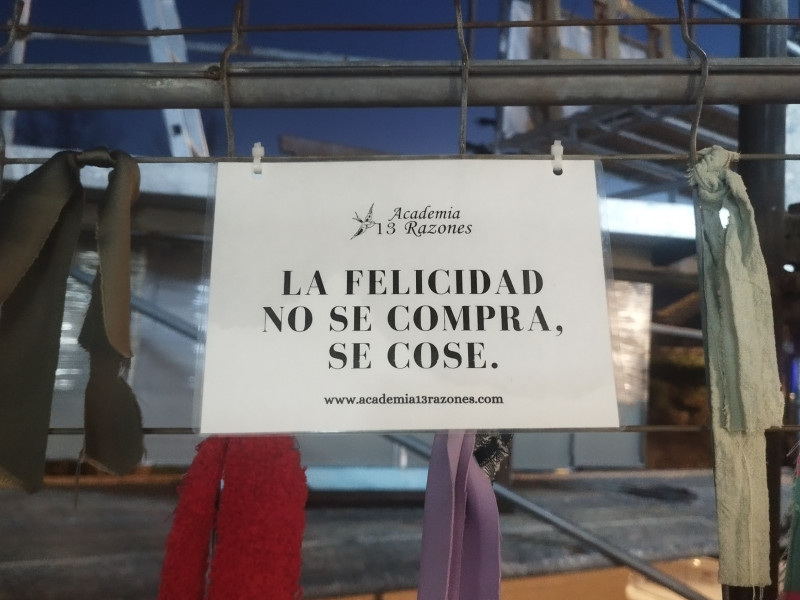 Academia
13 Razones
LA FELICIDAD
NO SE COMPRA,
SE COSE.
www.academia13razones.com